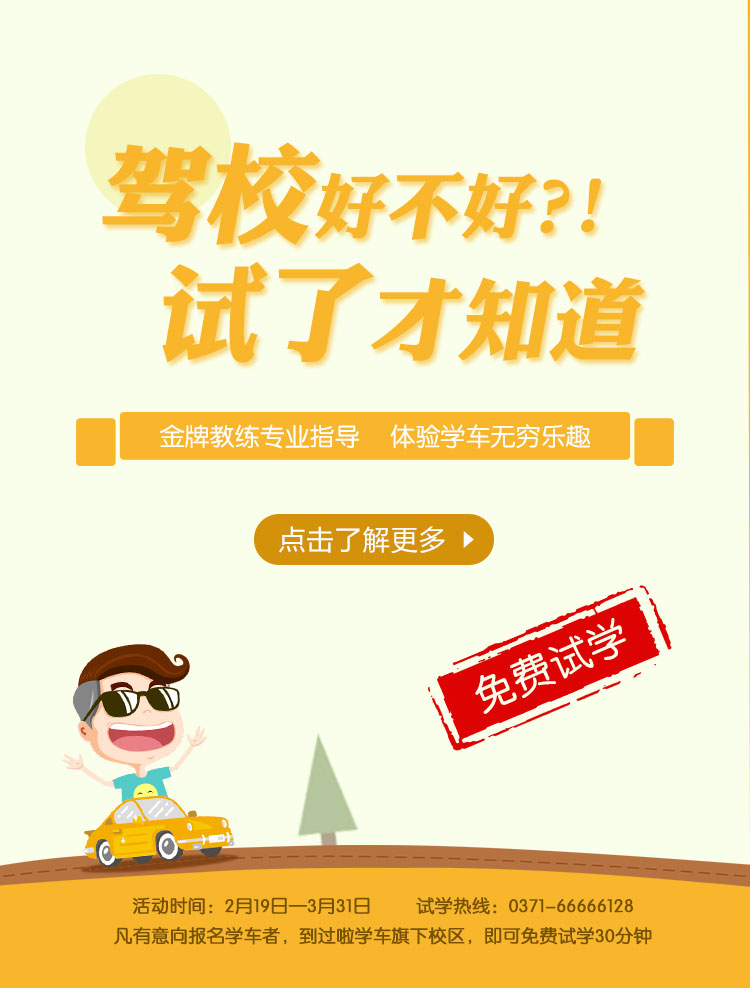 驾校好不好?!
试了才知道
金牌教练专业指导 体验学车无穷乐趣
点击了解更多
免费试学
活动时间：2月19日—3月31日 试学热线：0371-66666128
凡有意向报名学车者，到过啦学车旗下校区，即可免费试学30分钟